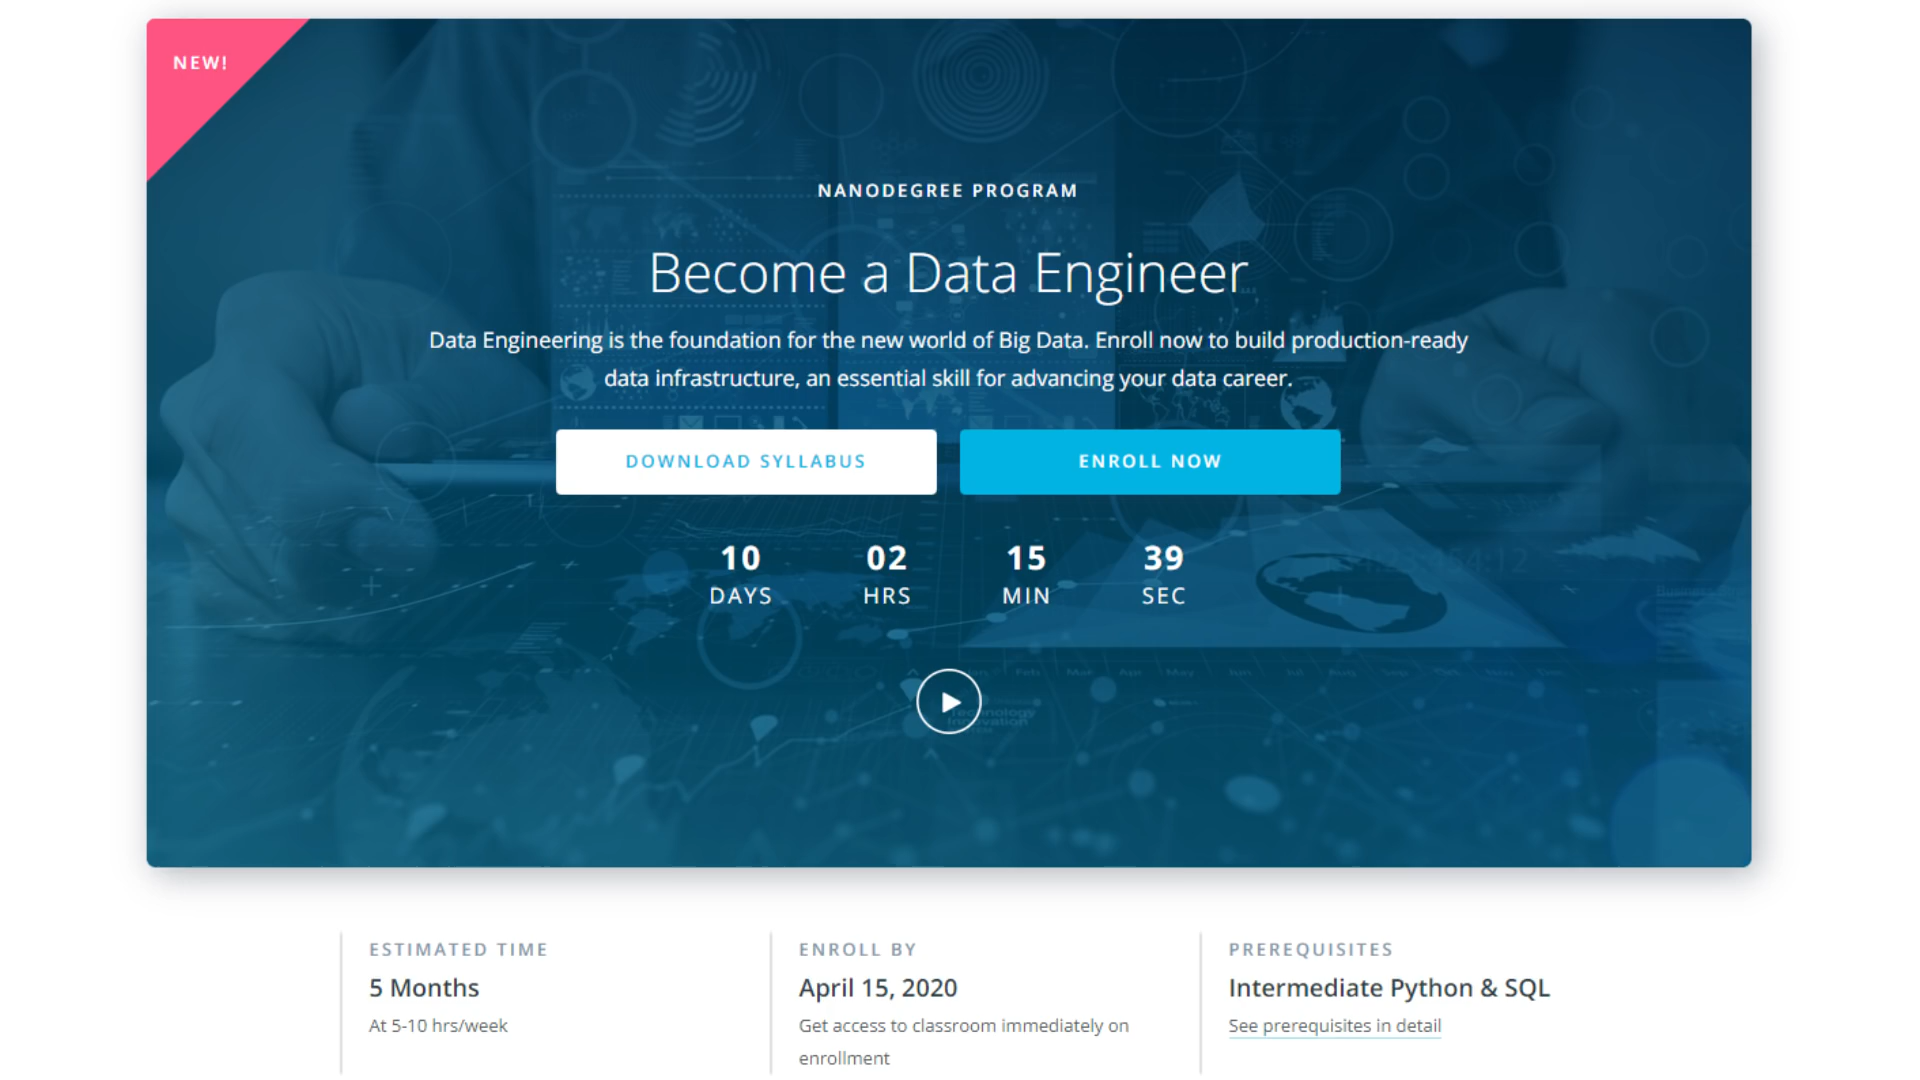 NEW!
NANODEGREE PROGRAM
Become a Data Engineer
Data Engineering is the foundation for the new world of Big Data. Enroll now to build production-ready
data infrastructure, an essential skill for advancing your data career.
DOWNLOAD SYLLABUS
ENROLL NOW
10 02 15 39
DAYS HRS MIN SEC
Technology
Innovation
ESTIMATED TIME
5 Months
At 5-10 hrs/week
ENROLL BY
April 15, 2020
Get access to classroom immediately on
enrollment
PREREQUISITES
Intermediate Python & SQL
See prerequisites in detail